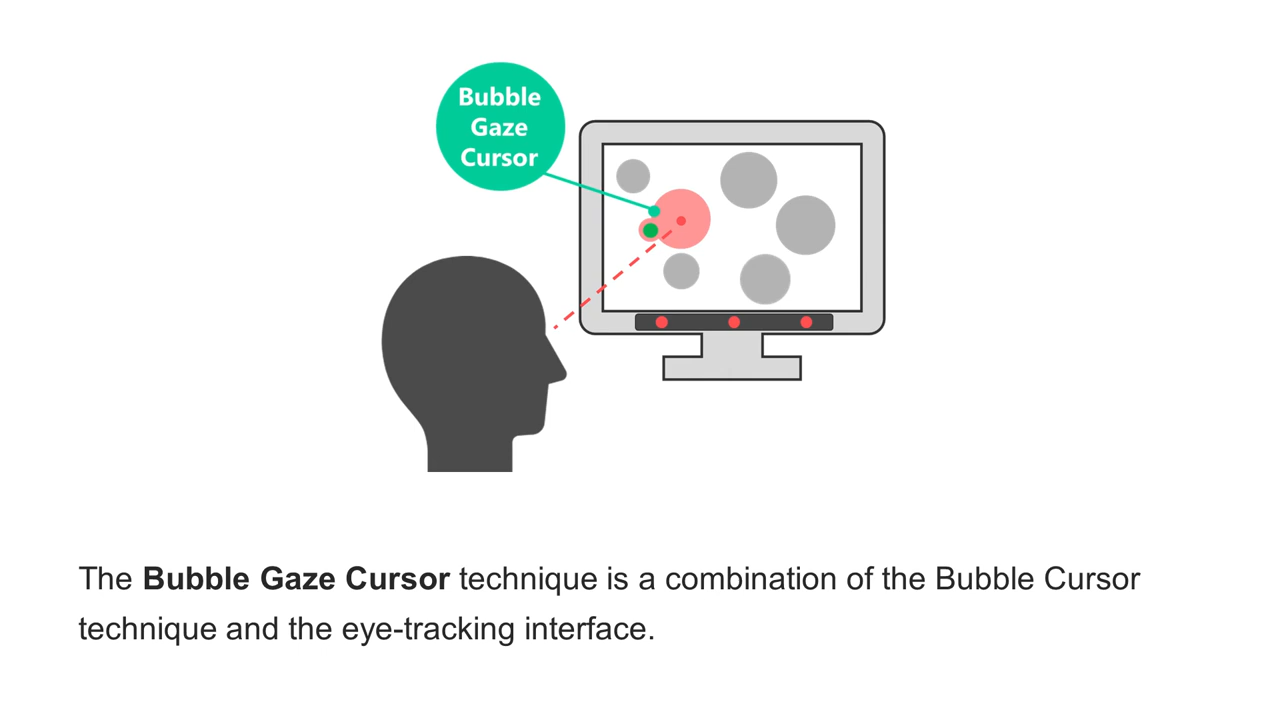 Bubble
Gaze
Cursor
The Bubble Gaze Cursor technique is a combination of the Bubble Cursor
technique and the eye-tracking interface.